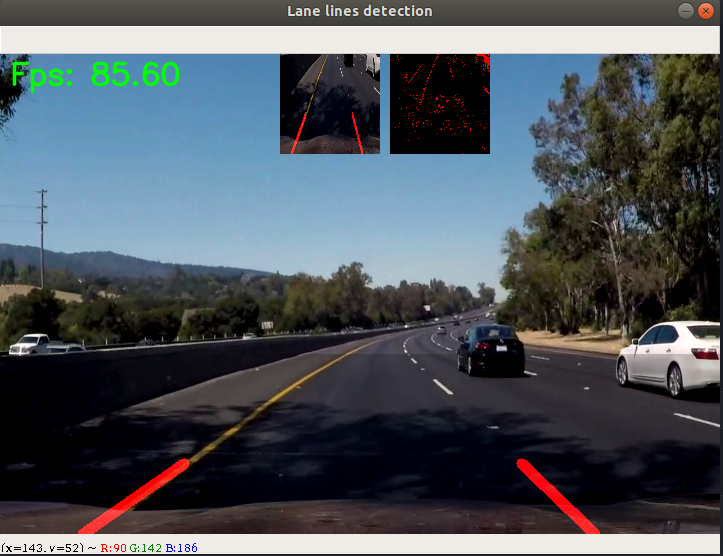 Lane lines detection
Fps: 85.60
(x=143, y=52) ~ R:90 G:142 B:186